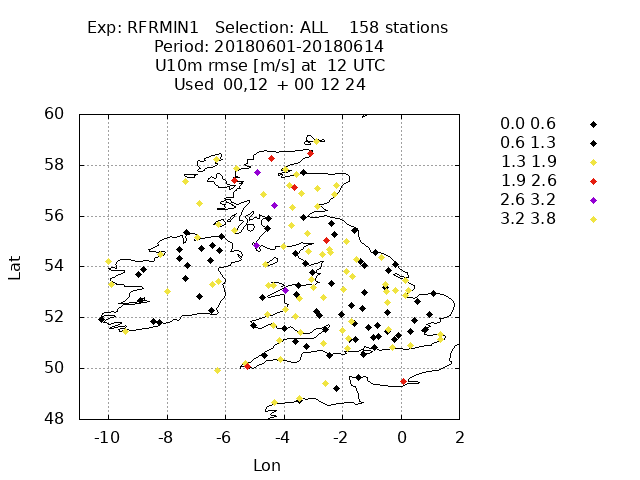 Exp: RFRMIN1 Selection: ALL 158 stations
Period: 20180601-20180614
U10m rmse [m/s] at 12 UTC
Used 00,12 + 00 12 24
60
58
56
54
52
50
48
Lat
-10 -8 -6 -4 -2 0 2
Lon
0.0 0.6
0.6 1.3
1.3 1.9
1.9 2.6
2.6 3.2
3.2 3.8